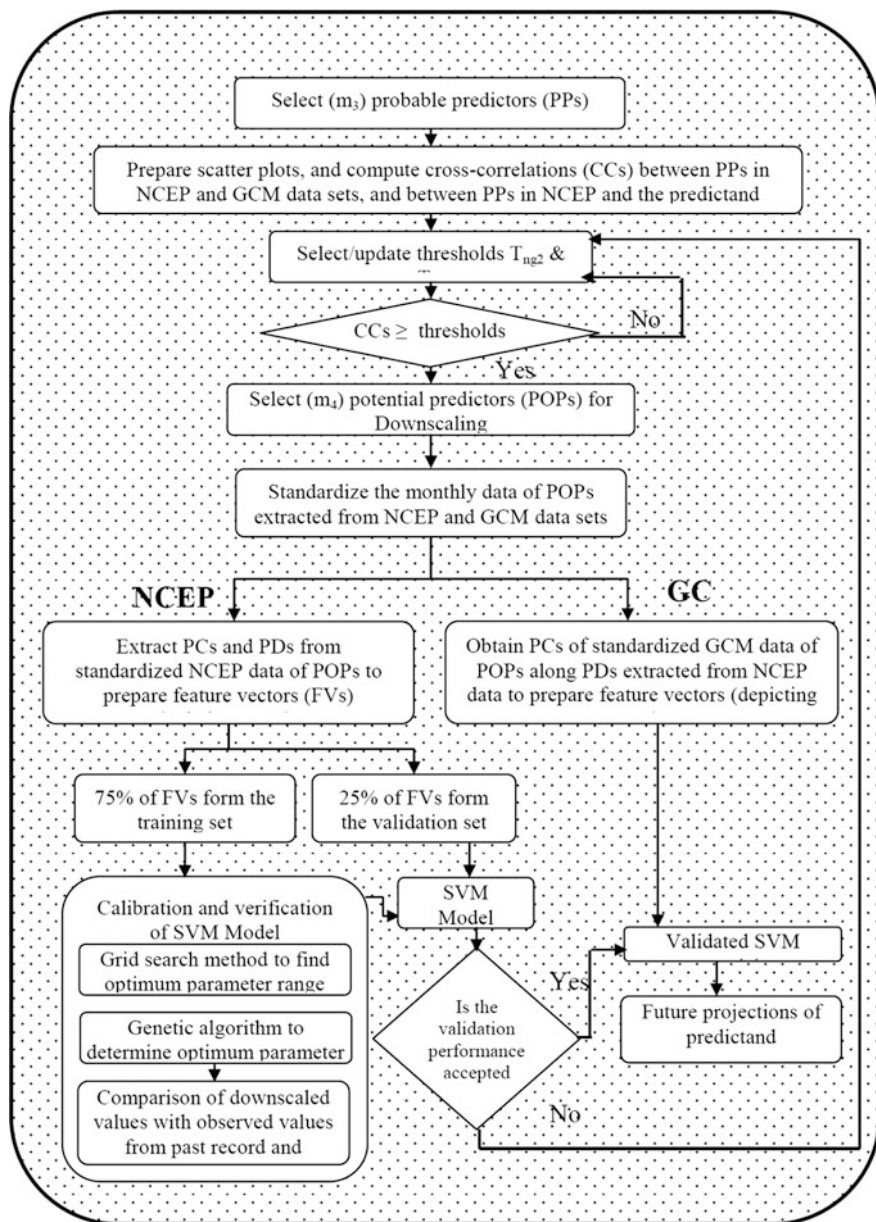 Select (m3) probable predictors (PPs)
Prepare scatter plots, and compute cross-correlations (CCs) between PPs in
NCEP and GCM data sets, and between PPs in NCEP and the predictand
Select/update thresholds Tng2 &
CCs ≥ thresholds
No
Yes
Select (m4) potential predictors (POPs) for
Downscaling
Standardize the monthly data of POPs
extracted from NCEP and GCM data sets
NCEP
GC
Extract PCs and PDs from
standardized NCEP data of POPs to
prepare feature vectors (FVs)
Obtain PCs of standardized GCM data of
POPs along PDs extracted from NCEP
data to prepare feature vectors (depicting
75% of FVs form the
training set
25% of FVs form
the validation set
Calibration and verification
of SVM Model
Grid search method to find
optimum parameter range
Genetic algorithm to
determine optimum parameter
Comparison of downscaled
values with observed values
from past record and
SVM
Model
Is the
validation
performance
accepted
Yes
No
Validated SVM
Future projections of
predictand